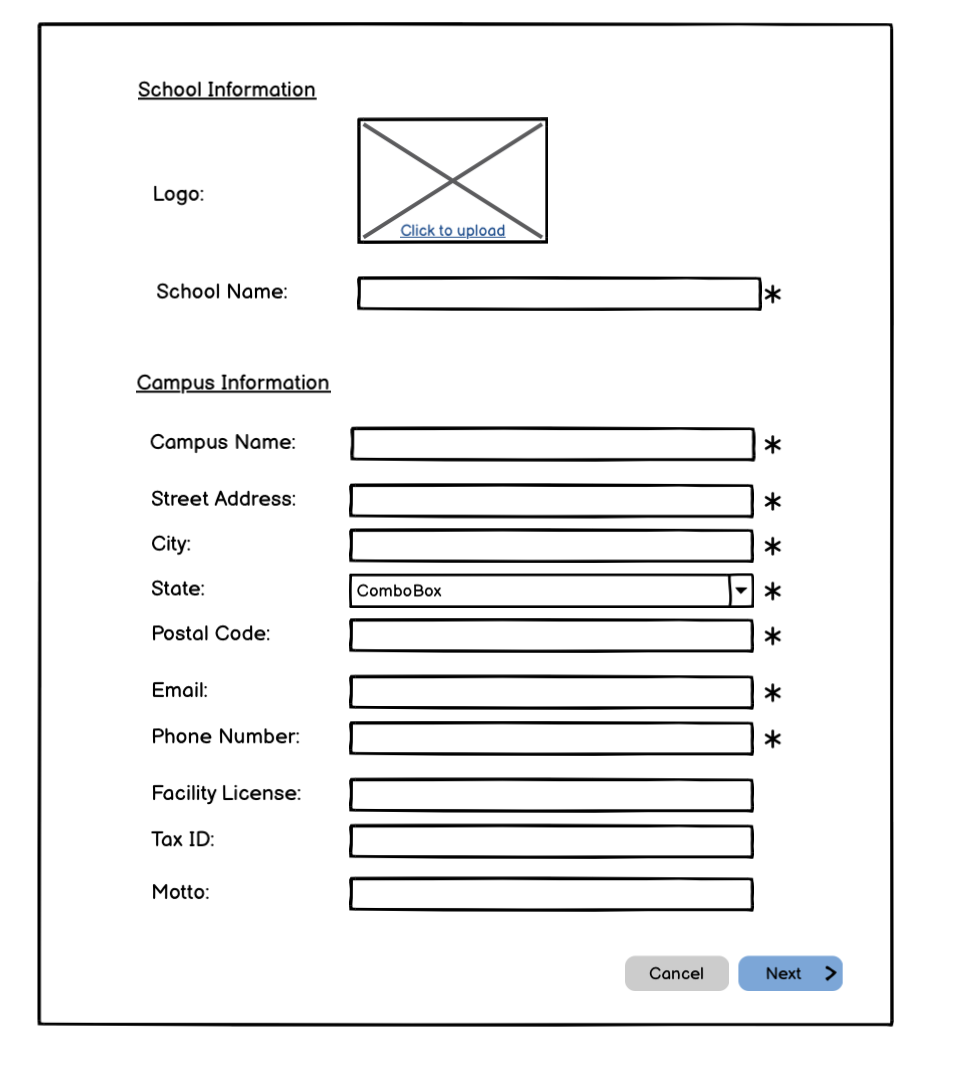 School Information
Logo:
Click to upload
School Name: *
Campus Information
Campus Name: *
Street Address: *
City: *
State: ComboBox *
Postal Code: *
Email: *
Phone Number: *
Facility License:
Tax ID:
Motto:
Cancel Next >